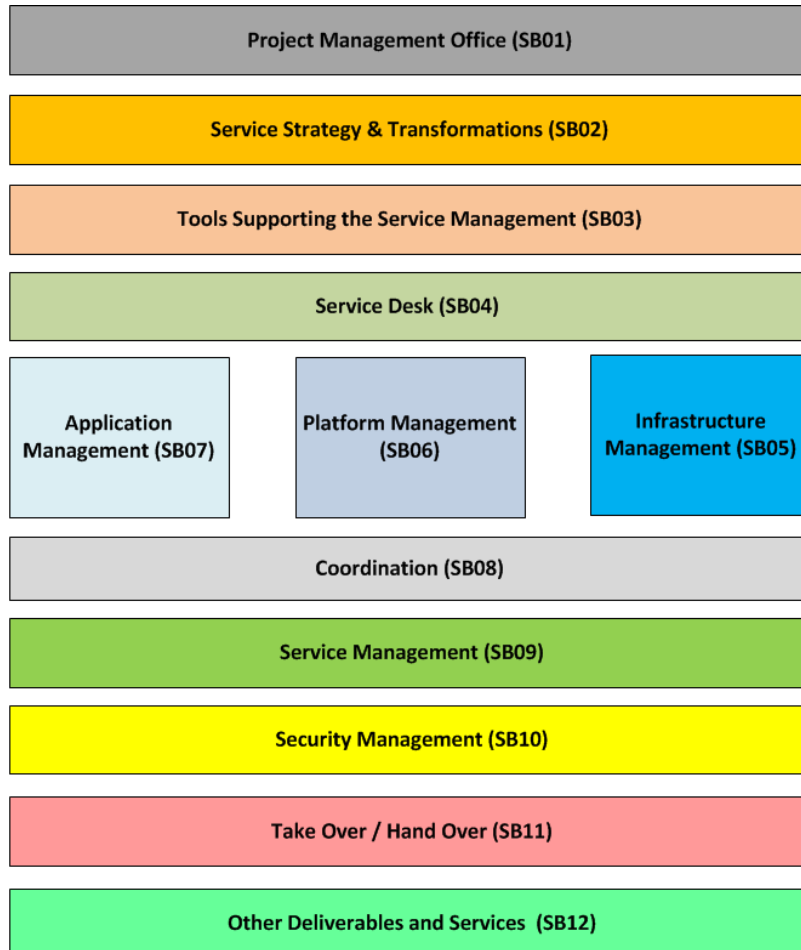 Project Management Office (SB01)
Service Strategy & Transformations (SB02)
Tools Supporting the Service Management (SB03)
Service Desk (SB04)
Application
Management (SB07)
Platform Management
(SB06)
Infrastructure
Management (SB05)
Coordination (SB08)
Service Management (SB09)
Security Management (SB10)
Take Over / Hand Over (SB11)
Other Deliverables and Services (SB12)